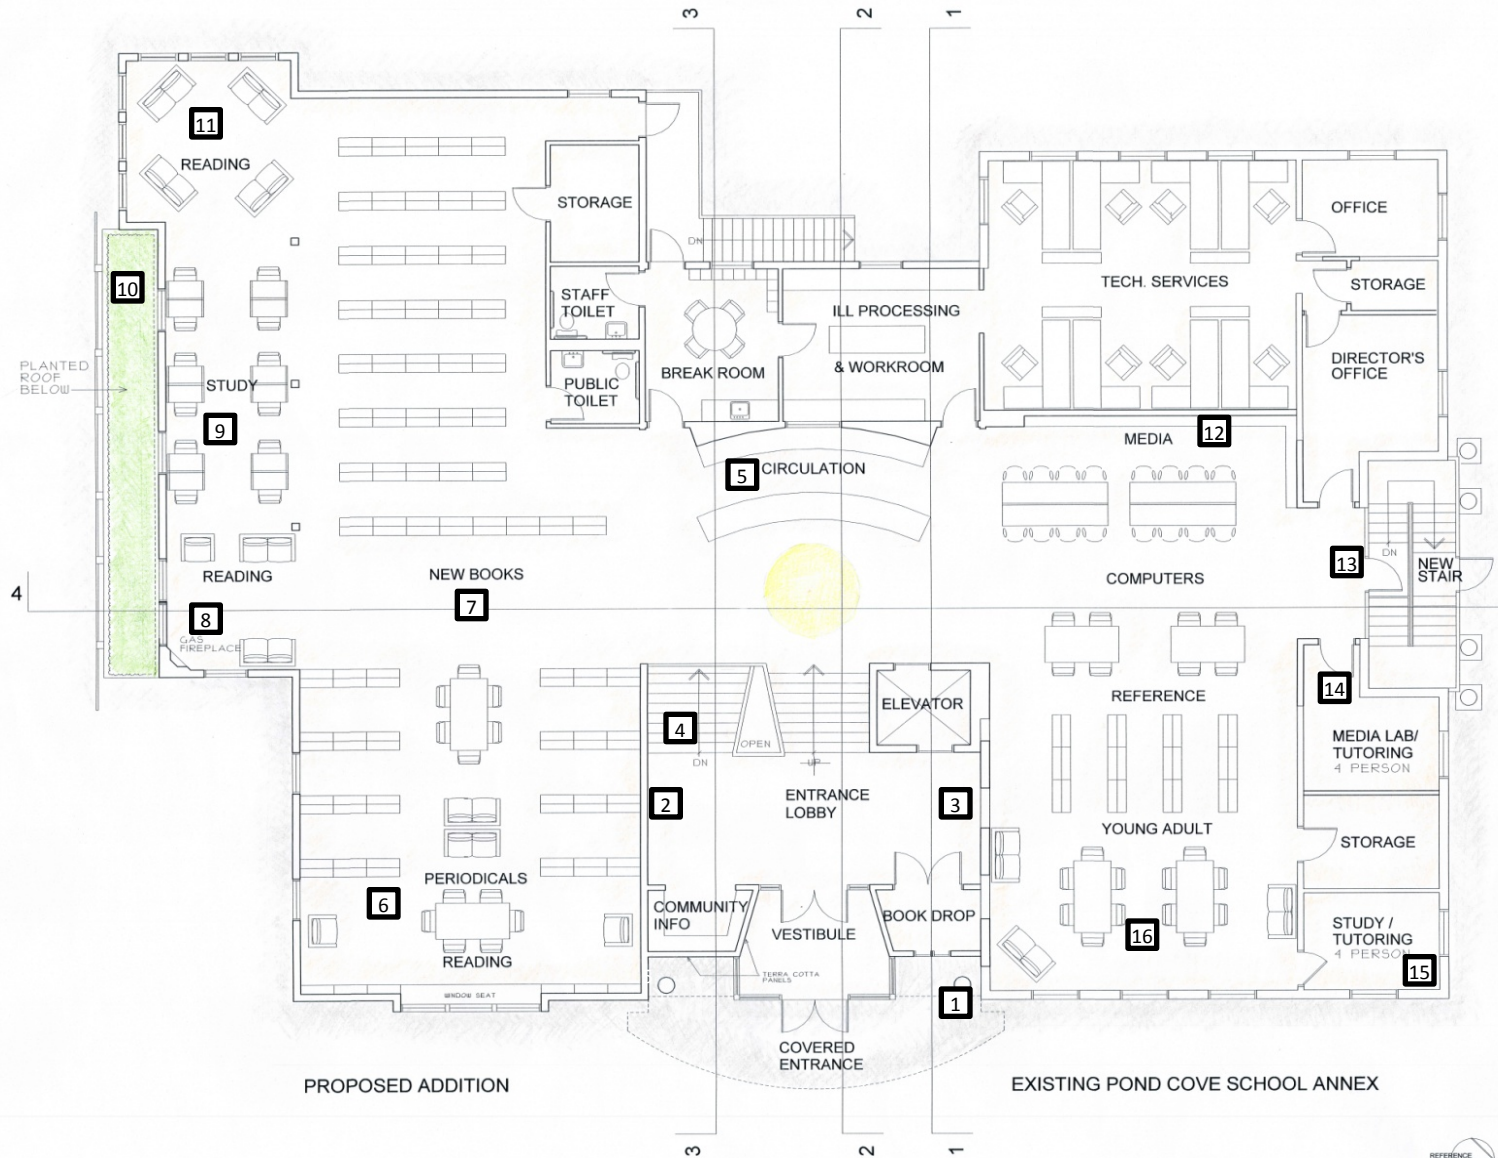 3
2
1
11
READING
STORAGE
OFFICE
DN
10
STAFF
TOILET
ILL PROCESSING
& WORKROOM
TECH. SERVICES
STORAGE
PLANTED
ROOF
BELOW
STUDY
9
PUBLIC
TOILET
BREAK ROOM
DIRECTOR'S
OFFICE
MEDIA
12
5
CIRCULATION
READING
NEW BOOKS
7
COMPUTERS
13
DN
NEW
STAIR
4
8
GAS
FIREPLACE
4
DN
OPEN
UP
ELEVATOR
REFERENCE
14
MEDIA LAB/
TUTORING
4 PERSON
2
ENTRANCE
LOBBY
3
YOUNG ADULT
STORAGE
PERIODICALS
6
COMMUNITY
INFO
VESTIBULE
BOOK DROP
16
STUDY /
TUTORING
4 PERSON
15
READING
WINDOW SEAT
TERRA COTTA
PANELS
1
COVERED
ENTRANCE
PROPOSED ADDITION
EXISTING POND COVE SCHOOL ANNEX
3
2
1
REFERENCE